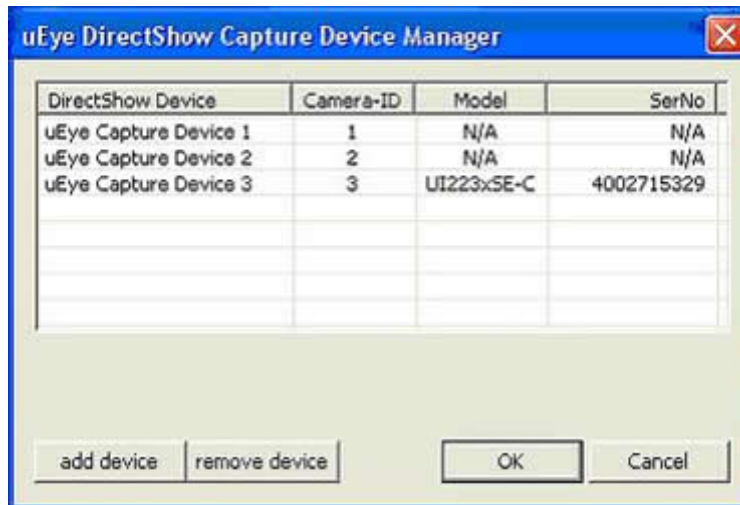 uEye DirectShow Capture Device Manager
DirectShow Device Camera-ID Model SerNo
uEye Capture Device 1 1 N/A N/A
uEye Capture Device 2 2 N/A N/A
uEye Capture Device 3 3 UI223xSE-C 4002715329
add device remove device OK Cancel